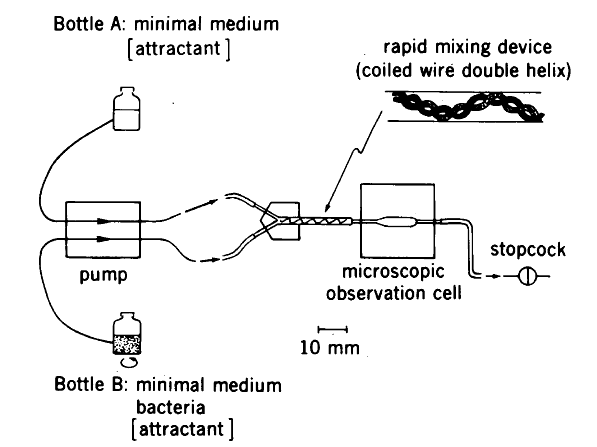 Bottle A: minimal medium
[attractant]
rapid mixing device
(coiled wire double helix)
pump
stopcock
microscopic
observation cell
10 mm
Bottle B: minimal medium
bacteria
[attractant]